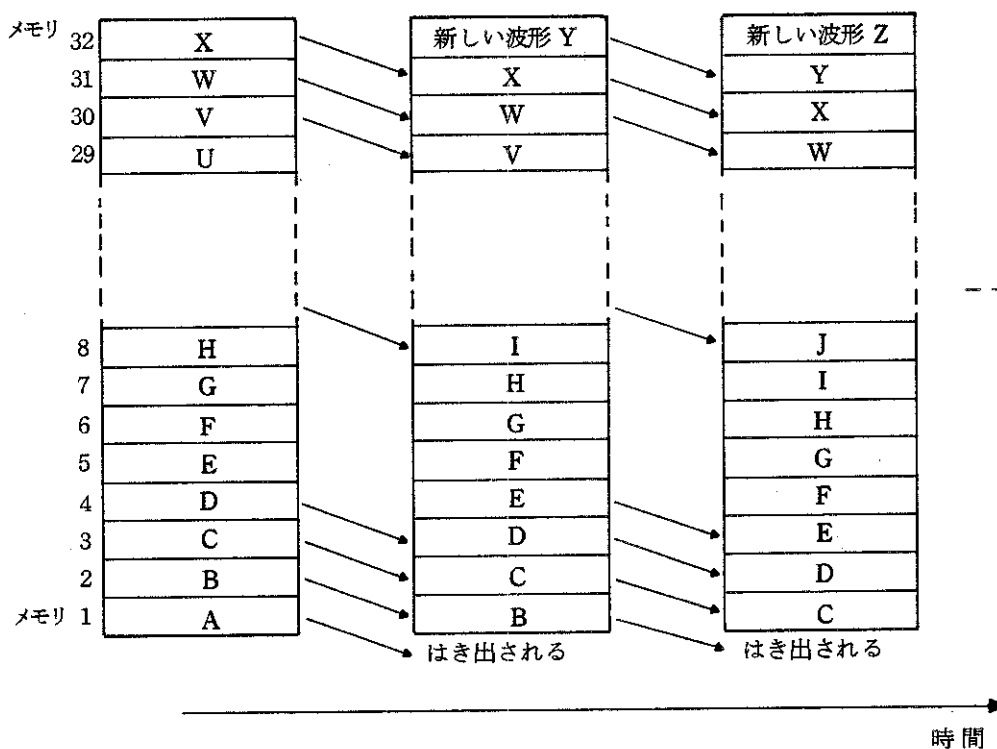 メモリ 32 X 新しい波形 Y 新しい波形 Z
31 W X Y
30 V W X
29 U V W
8 H I J
7 G H I
6 F G H
5 E F G
4 D E F
3 C D E
2 B C D
メモリ 1 A B C
はき出される はき出される
時間